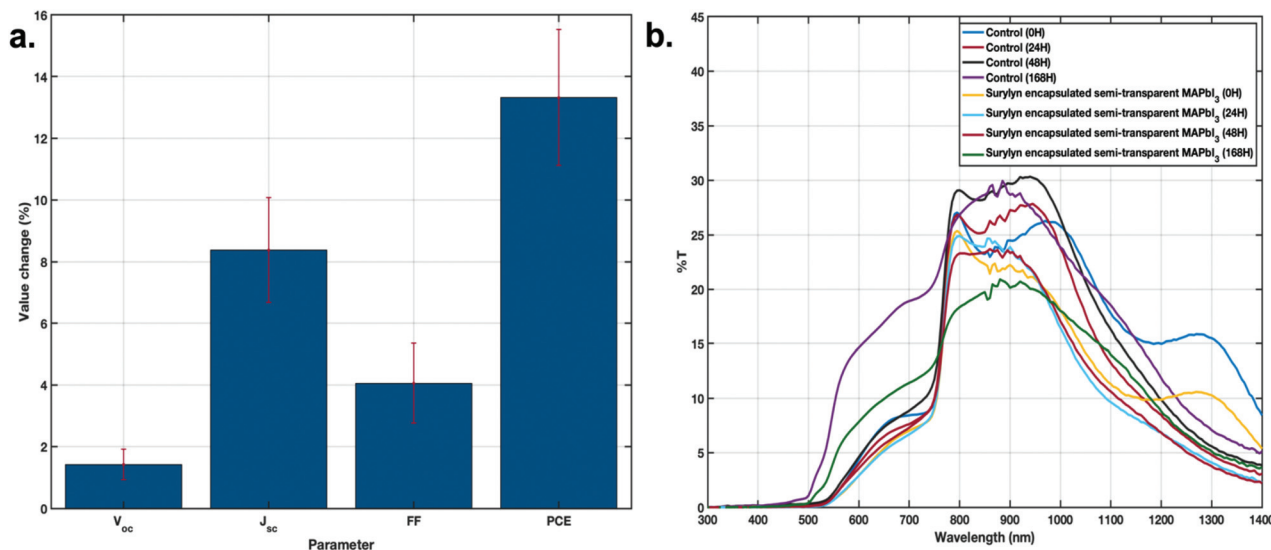 a.
Value change (%)
16
14
12
10
8
6
4
2
0
V_oc
J_sc
FF
PCE
Parameter
b.
%T
45
40
35
30
25
20
15
10
5
0
Control (0H)
Control (24H)
Control (48H)
Control (168H)
Surylyn encapsulated semi-transparent MAPbI₃ (0H)
Surylyn encapsulated semi-transparent MAPbI₃ (24H)
Surylyn encapsulated semi-transparent MAPbI₃ (48H)
Surylyn encapsulated semi-transparent MAPbI₃ (168H)
300 400 500 600 700 800 900 1000 1100 1200 1300 1400
Wavelength (nm)